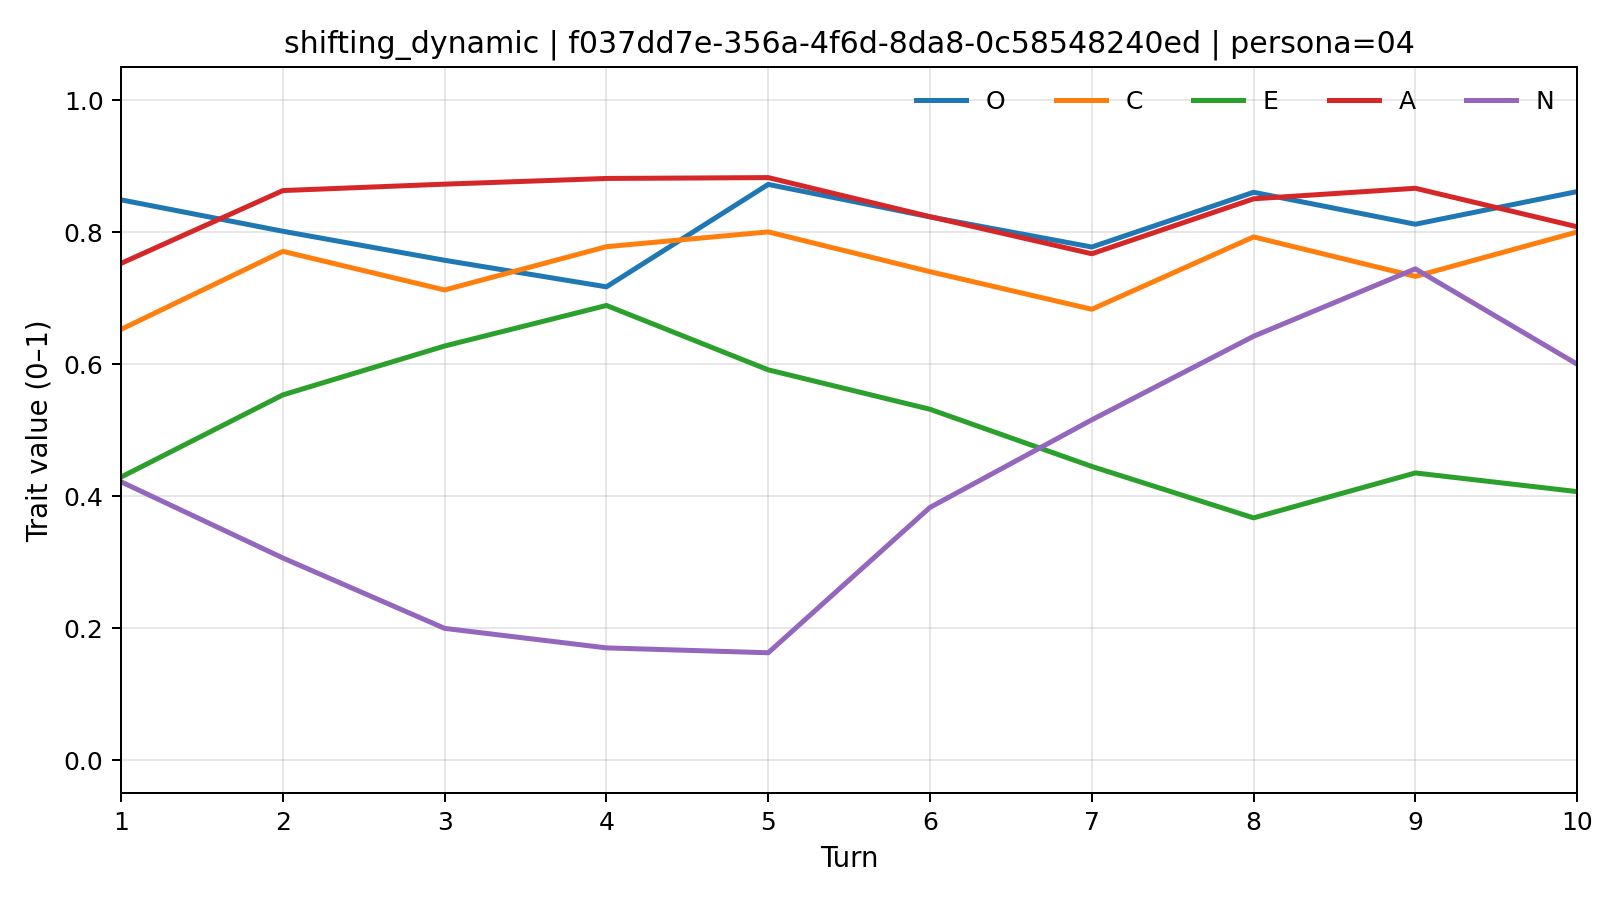 shifting_dynamic | f037dd7e-356a-4f6d-8da8-0c58548240ed | persona=04
O C E A N
Trait value (0–1)
1.0
0.8
0.6
0.4
0.2
0.0
1 2 3 4 5 6 7 8 9 10
Turn